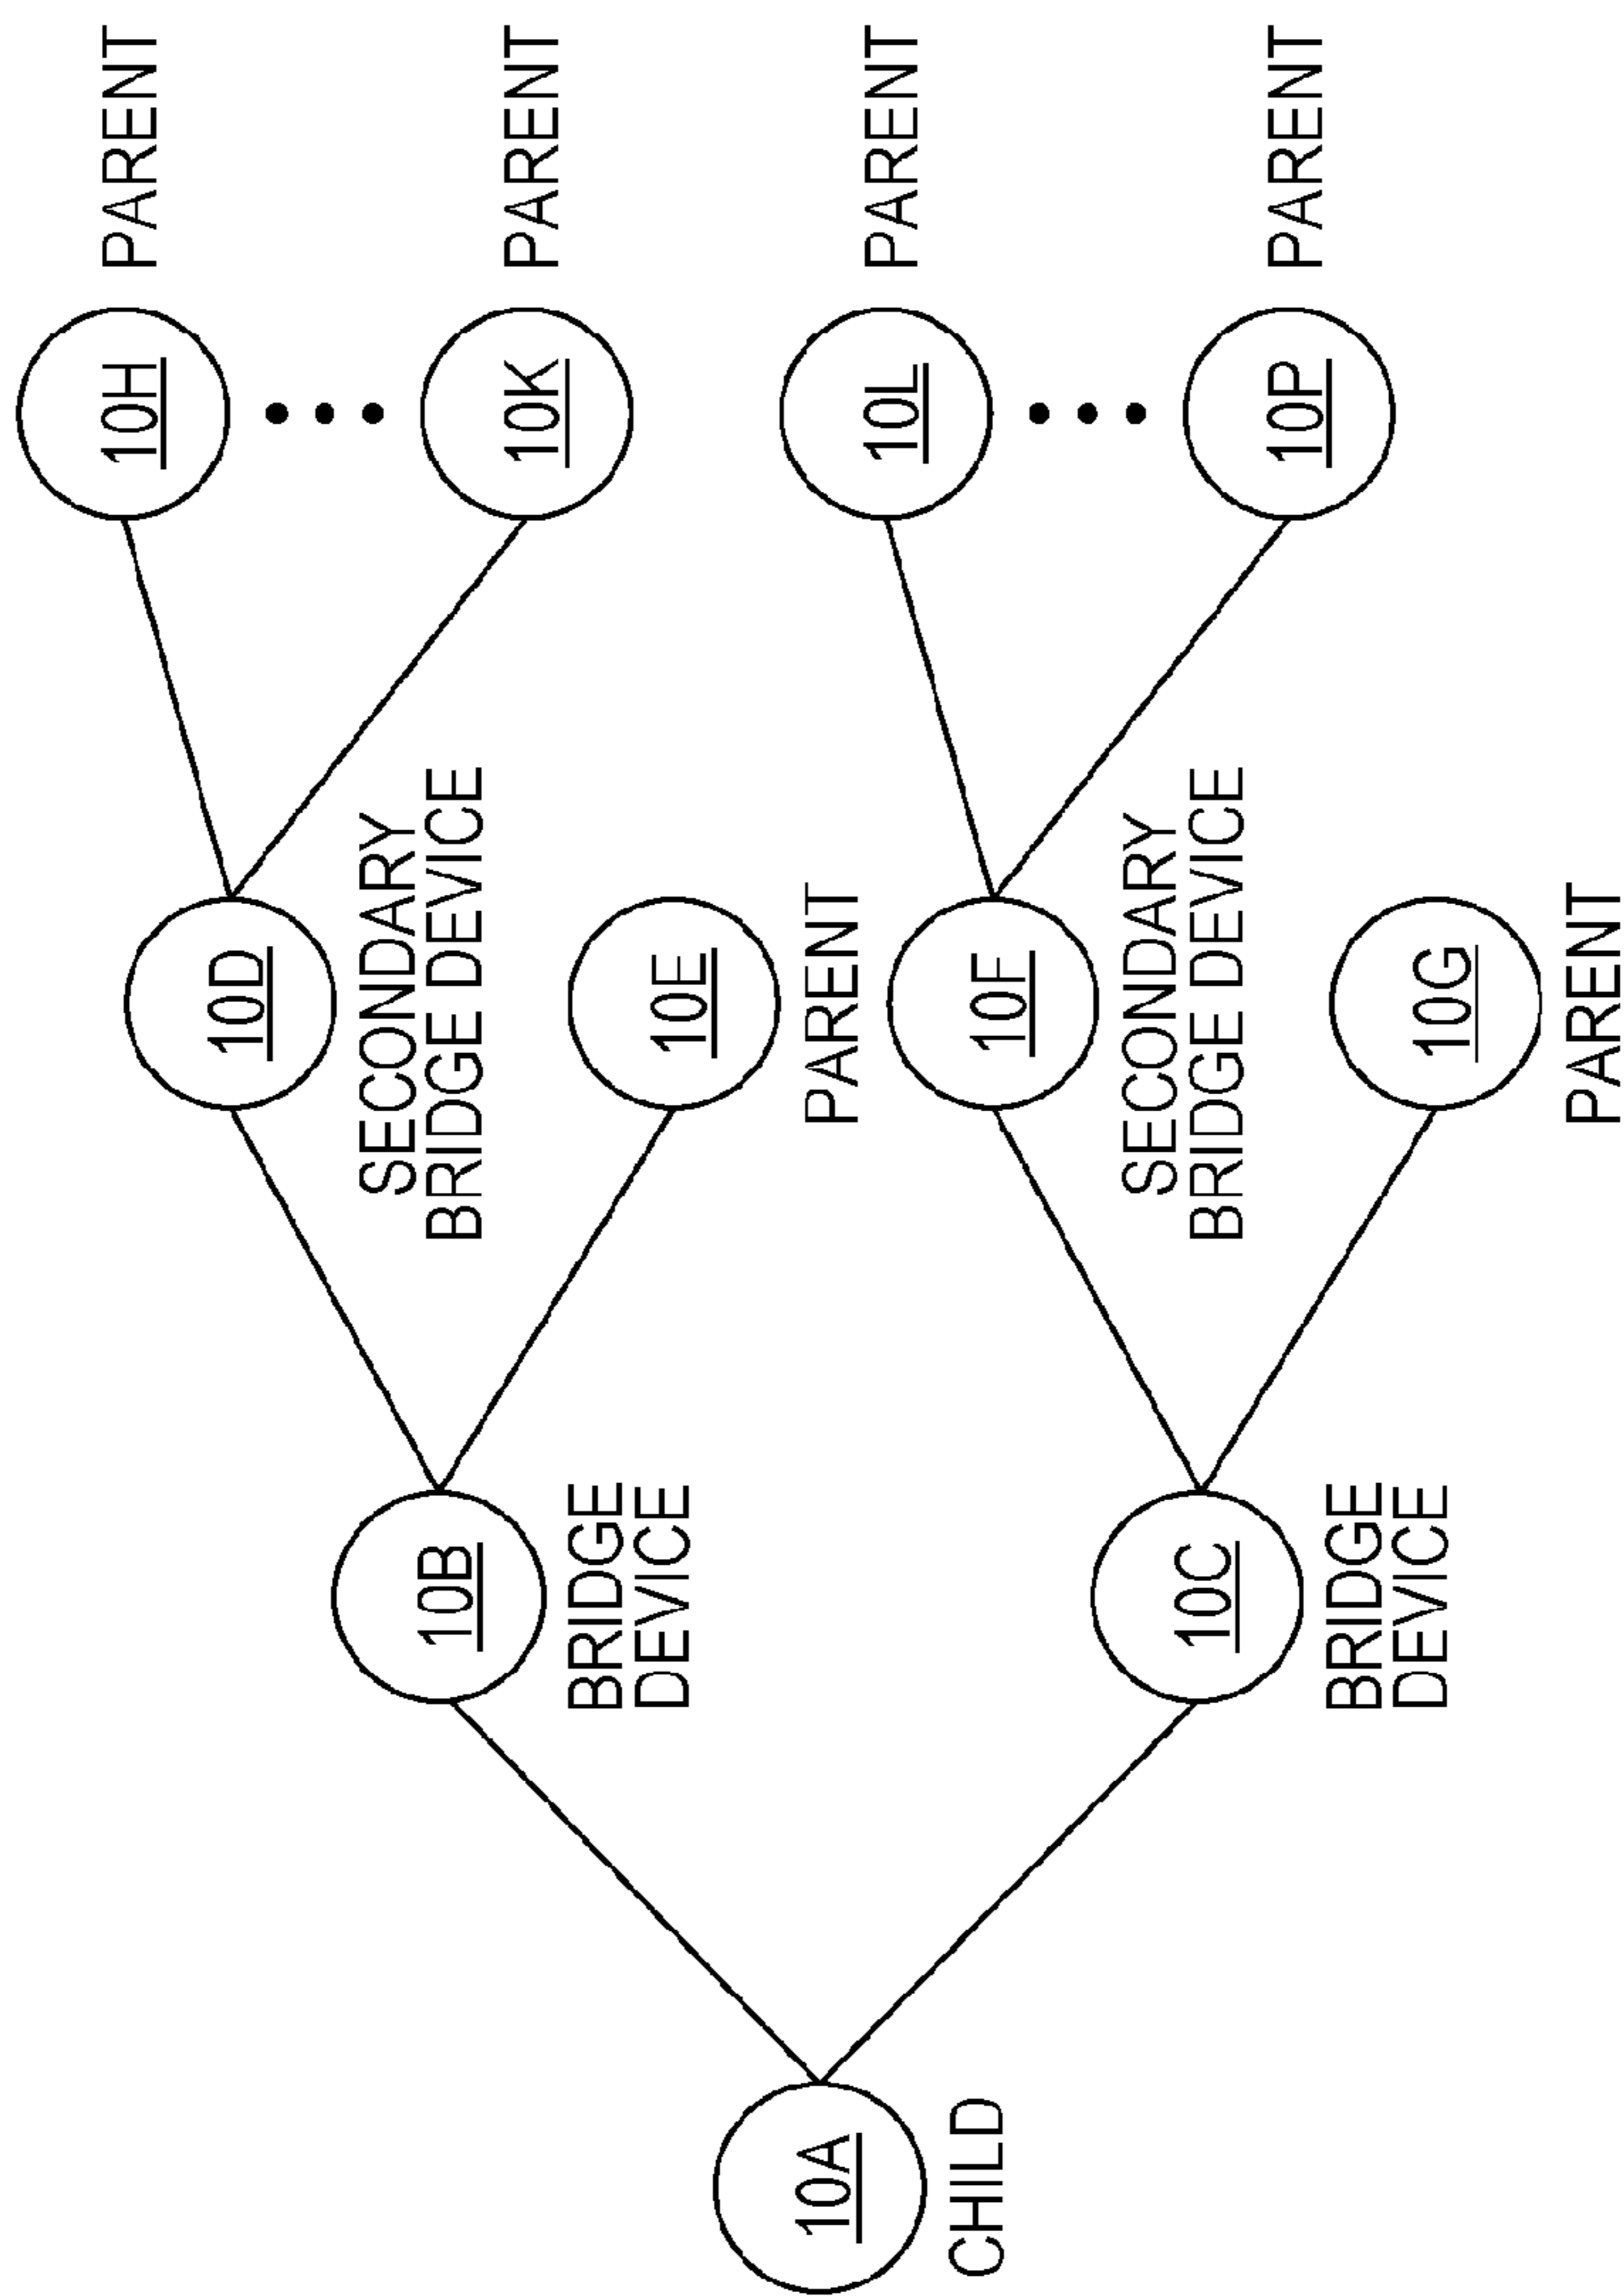 10H
PARENT
10D
SECONDARY
BRIDGE DEVICE
10K
PARENT
10B
BRIDGE
DEVICE
10E
PARENT
10A
CHILD
10L
PARENT
10F
SECONDARY
BRIDGE DEVICE
10P
PARENT
10C
BRIDGE
DEVICE
10G
PARENT